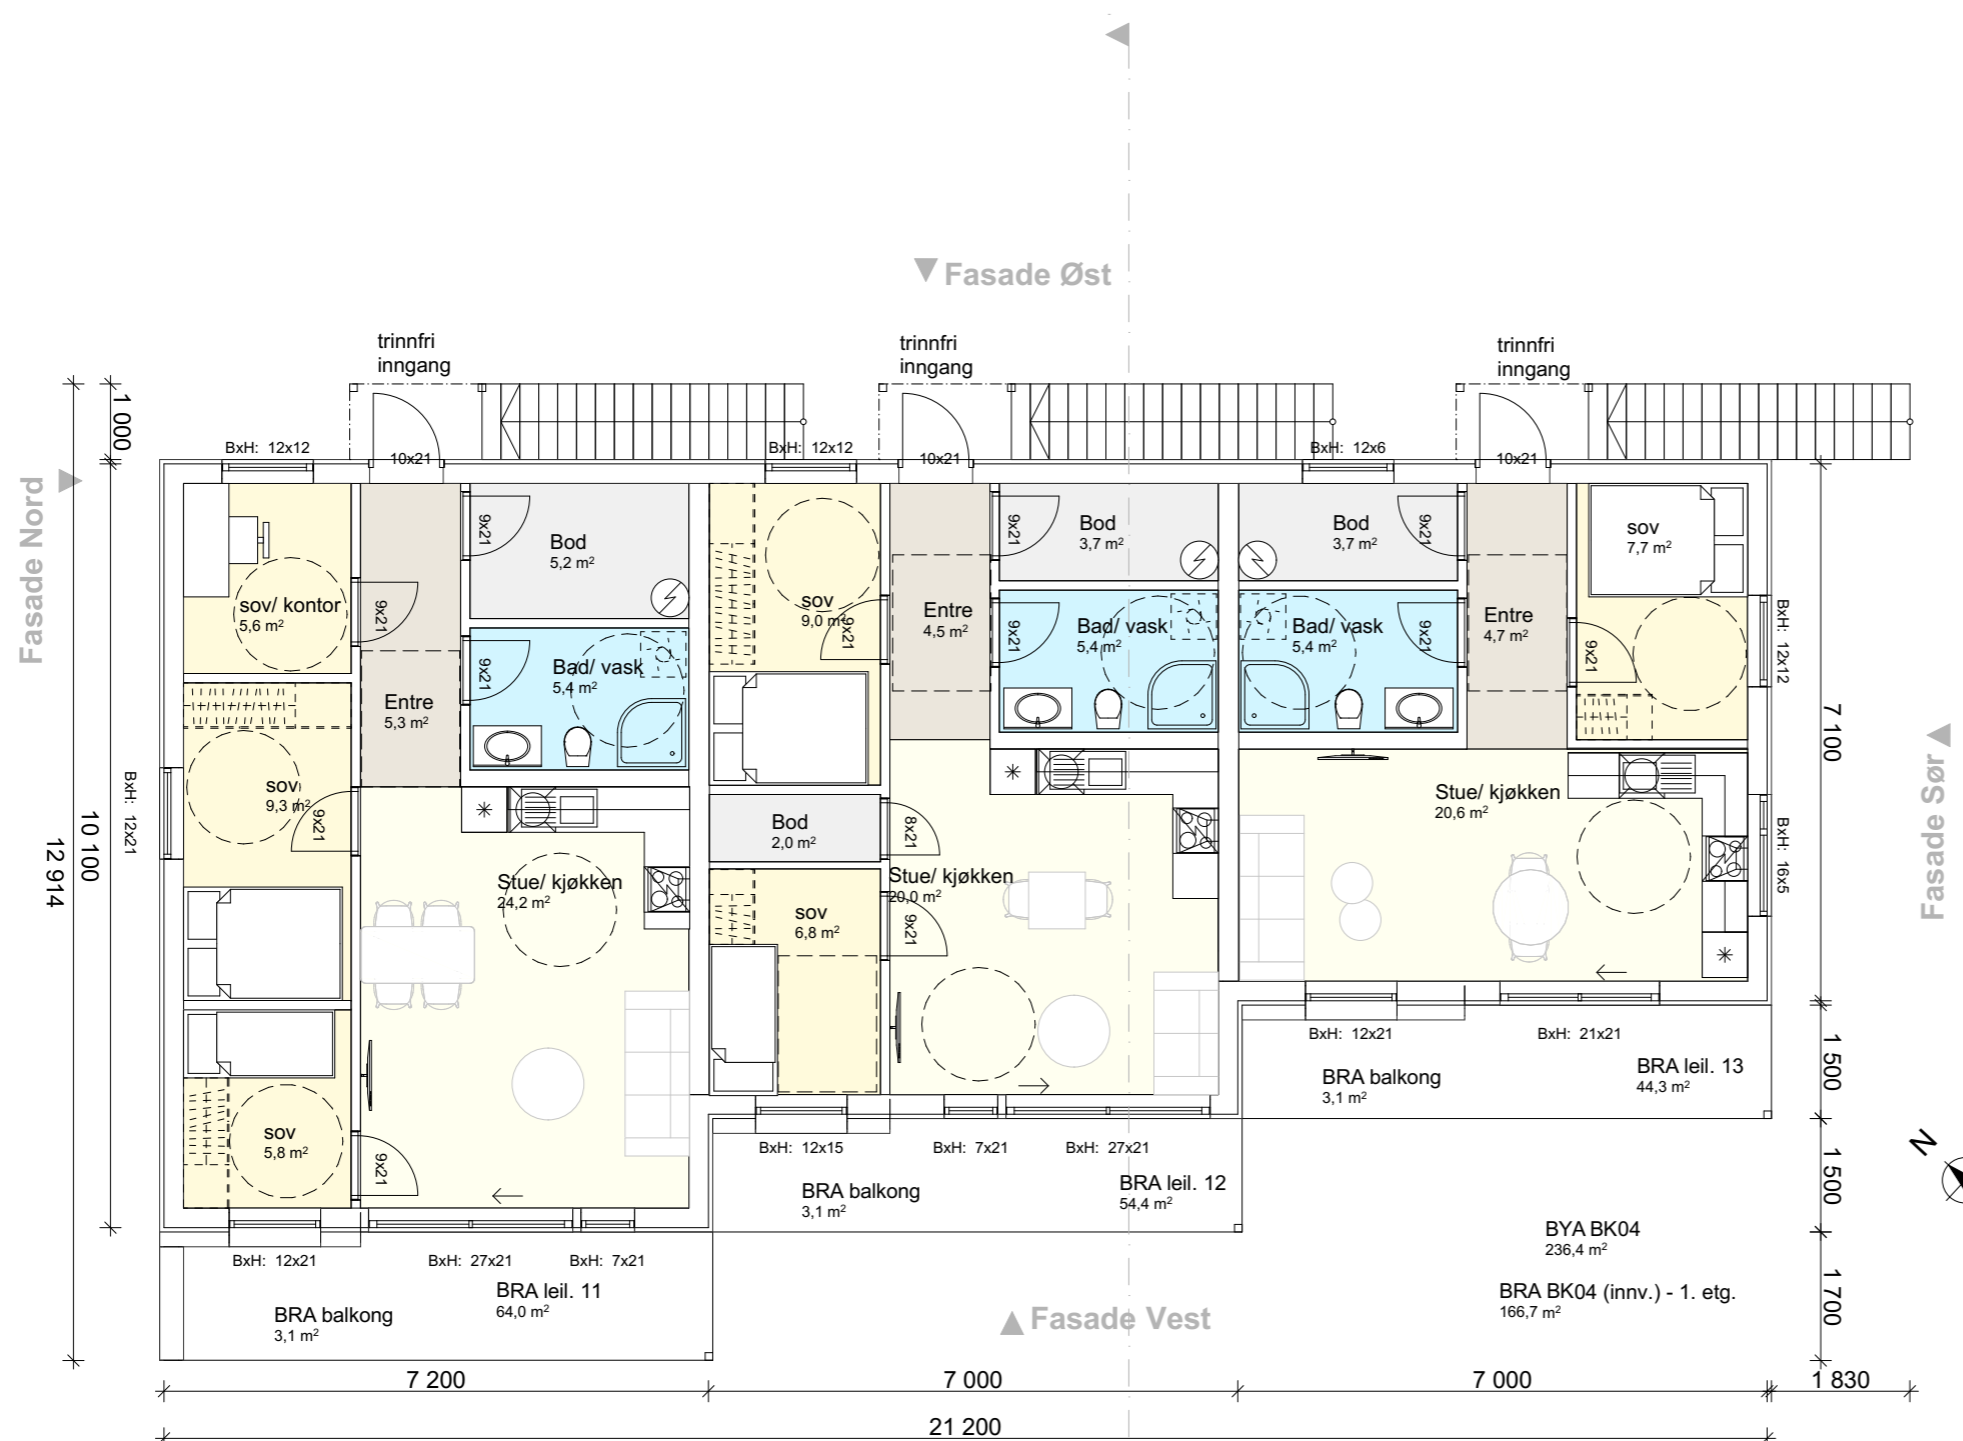 Fasade Øst
trinnfri
inngang
trinnfri
inngang
trinnfri
inngang
1 000
BxH: 12x12
10x21
BxH: 12x12
10x21
BxH: 12x6
10x21
Fasade Nord
9x21
Bod
5,2 m²
9x21
Bod
3,7 m²
Bod
3,7 m²
9x21
sov
7,7 m²
sov/ kontor
5,6 m²
9x21
sov
9,0 m²
9x21
Entre
4,5 m²
9x21
Bad/ vask
5,4 m²
Bad/ vask
5,4 m²
9x21
Entre
4,7 m²
9x21
BxH: 12x12
9x21
Bad/ vask
5,4 m²
Entre
5,3 m²
7 100
Fasade Sør
BxH: 12x21
10 100
12 914
sov
9,3 m²
9x21
Bod
2,0 m²
8x21
Stue/ kjøkken
20,6 m²
BxH: 16x5
Stue/ kjøkken
24,2 m²
Stue/ kjøkken
20,0 m²
sov
6,8 m²
9x21
BxH: 12x21
BxH: 21x21
1 500
BRA balkong
3,1 m²
BRA leil. 13
44,3 m²
sov
5,8 m²
9x21
BxH: 12x15
BxH: 7x21
BxH: 27x21
N
1 500
BRA balkong
3,1 m²
BRA leil. 12
54,4 m²
BYA BK04
236,4 m²
BxH: 12x21
BxH: 27x21
BxH: 7x21
BRA leil. 11
64,0 m²
BRA balkong
3,1 m²
Fasade Vest
BRA BK04 (innv.) - 1. etg.
166,7 m²
1 700
7 200
7 000
7 000
1 830
21 200